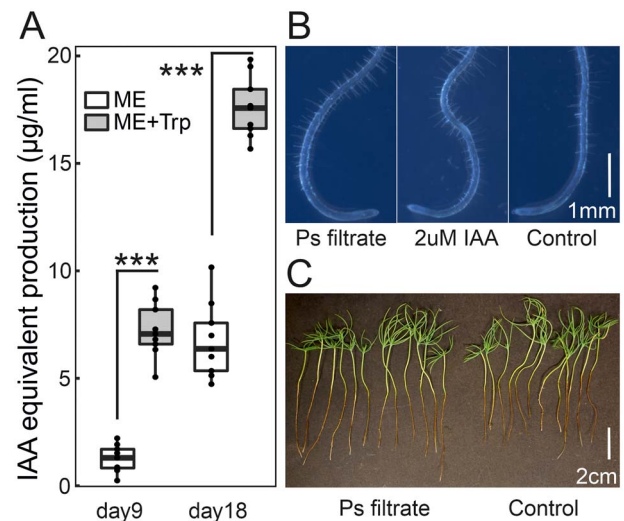 A
IAA equivalent production (µg/ml)
20
15
10
5
0
ME
ME+Trp
***
***
day9
day18
B
1mm
Ps filtrate
2uM IAA
Control
C
2cm
Ps filtrate
Control